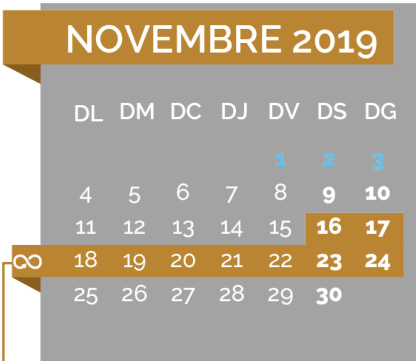 NOVEMBRE 2019
DL DM DC DJ DV DS DG
1 2 3
4 5 6 7 8 9 10
11 12 13 14 15 16 17
18 19 20 21 22 23 24
25 26 27 28 29 30